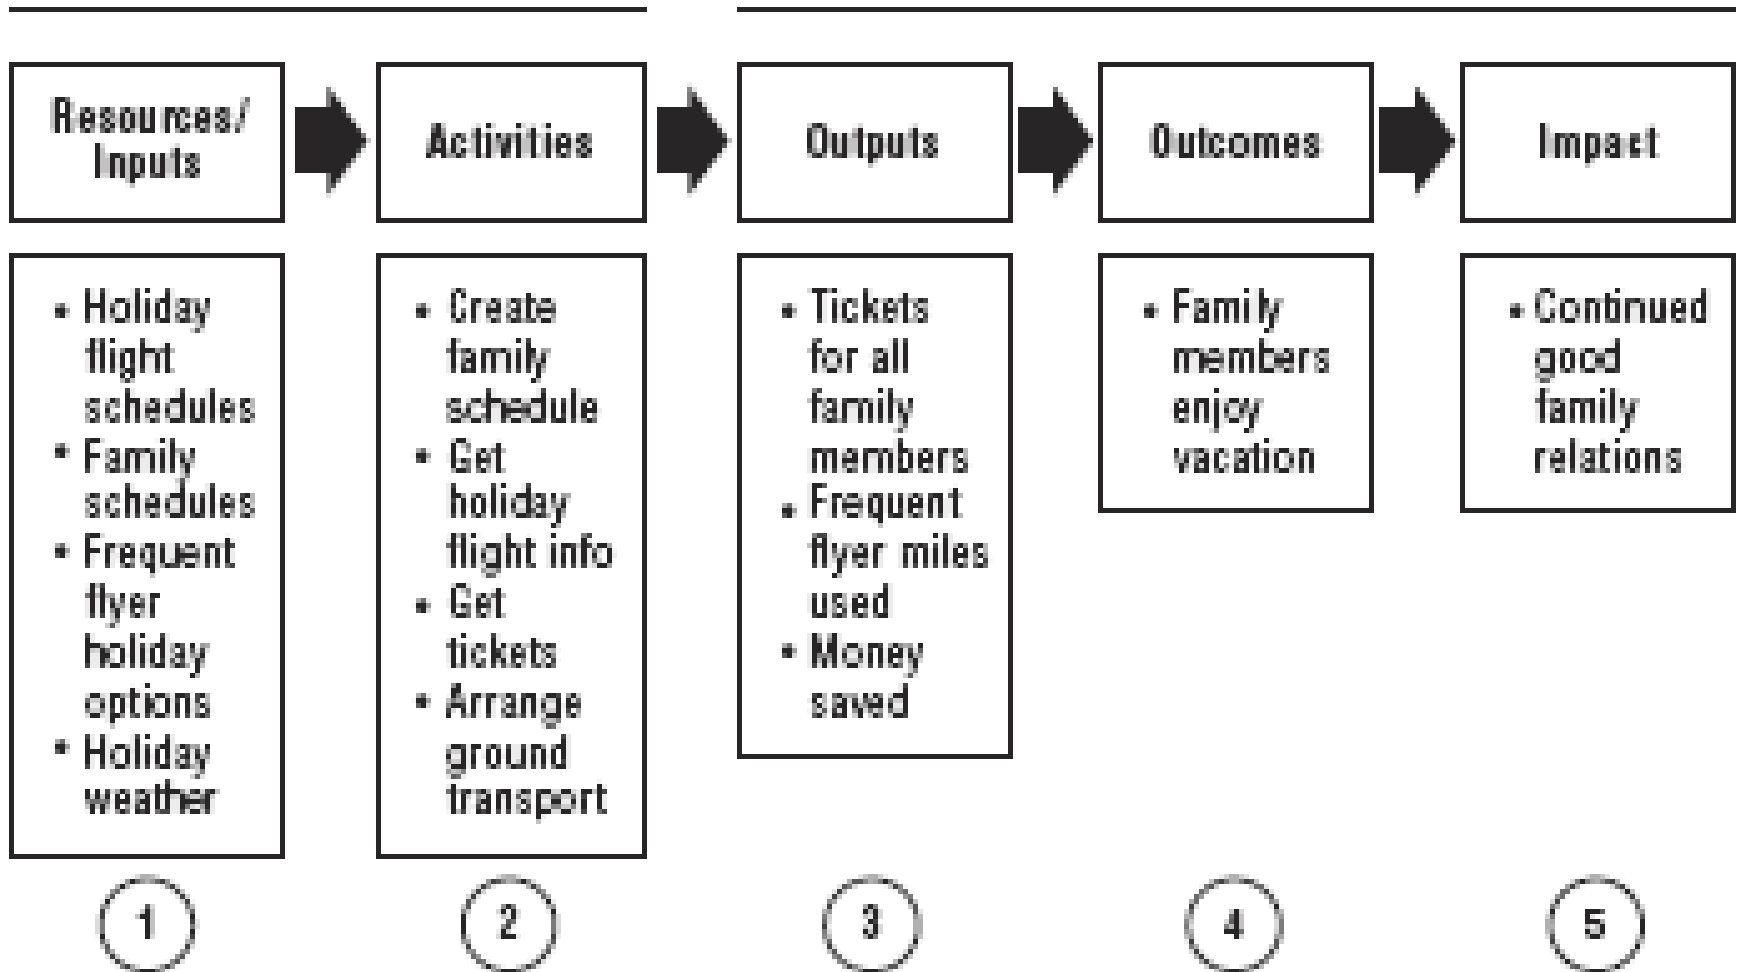 Resources/
Inputs
Activities
Outputs
Outcomes
Impact
• Holiday
flight
schedules
• Family
schedules
• Frequent
flyer
holiday
options
• Holiday
weather
• Create
family
schedule
• Get
holiday
flight info
• Get
tickets
• Arrange
ground
transport
• Tickets
for all
family
members
• Frequent
flyer miles
used
• Money
saved
• Family
members
enjoy
vacation
• Continued
good
family
relations
1
2
3
4
5